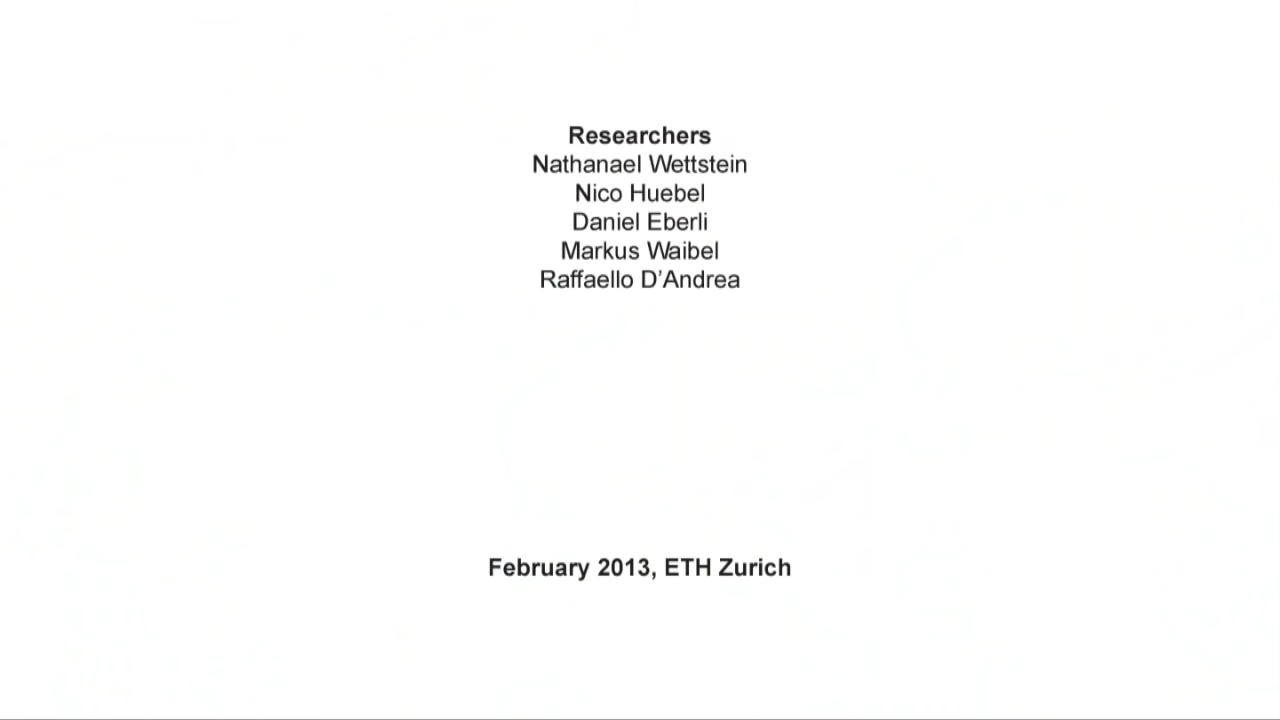 Researchers
Nathanael Wettstein
Nico Huebel
Daniel Eberli
Markus Waibel
Raffaello D’Andrea
February 2013, ETH Zurich